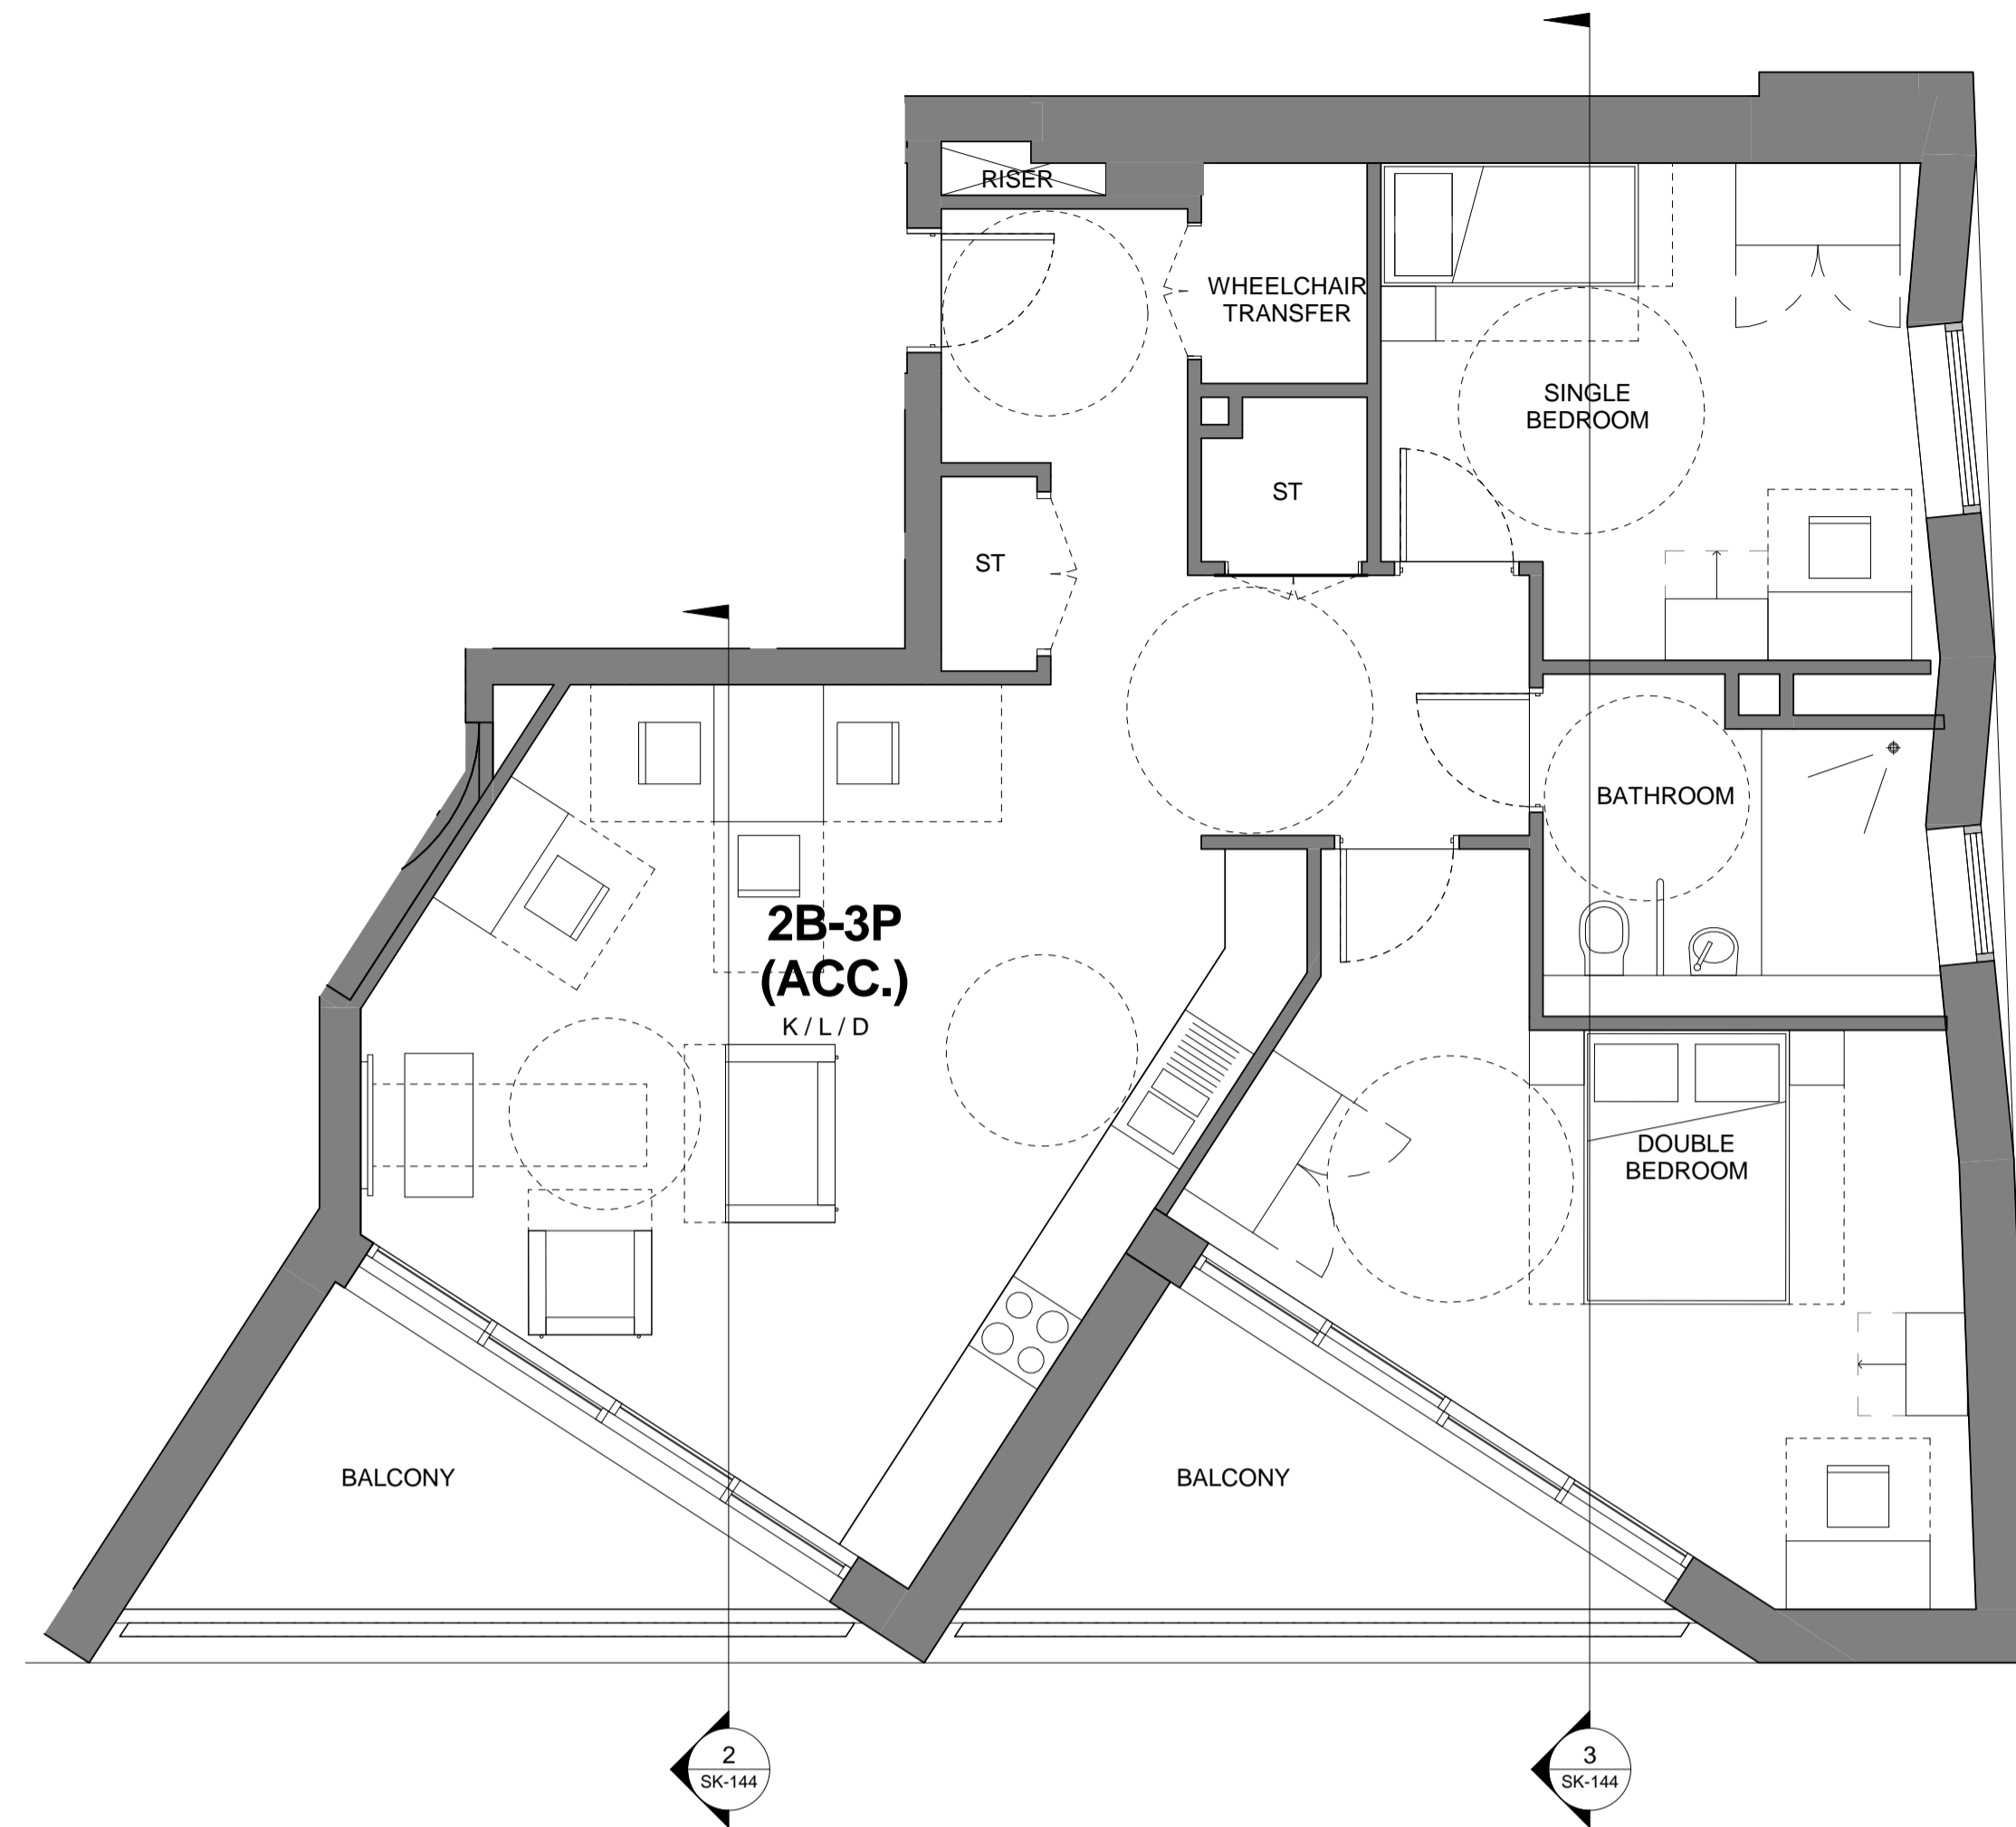 RISER
WHEELCHAIR
TRANSFER
SINGLE
BEDROOM
ST
ST
BATHROOM
2B-3P
(ACC.)
K / L / D
DOUBLE
BEDROOM
BALCONY
BALCONY
2
SK-144
3
SK-144